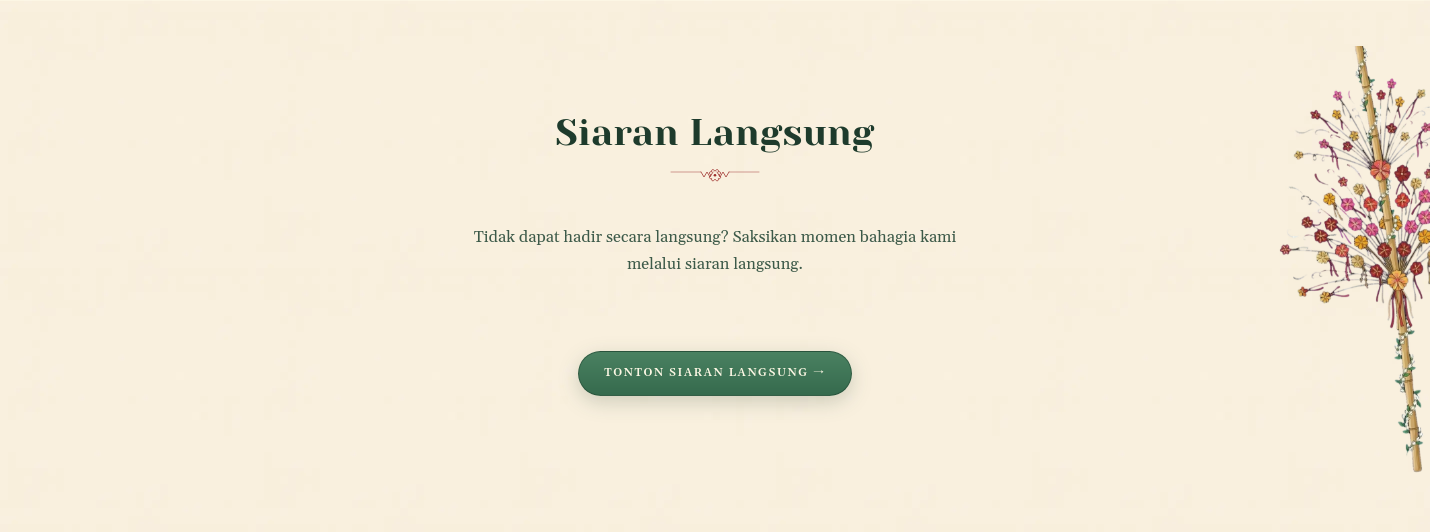 Siaran Langsung
Tidak dapat hadir secara langsung? Saksikan momen bahagia kami
melalui siaran langsung.
TONTON SIARAN LANGSUNG →